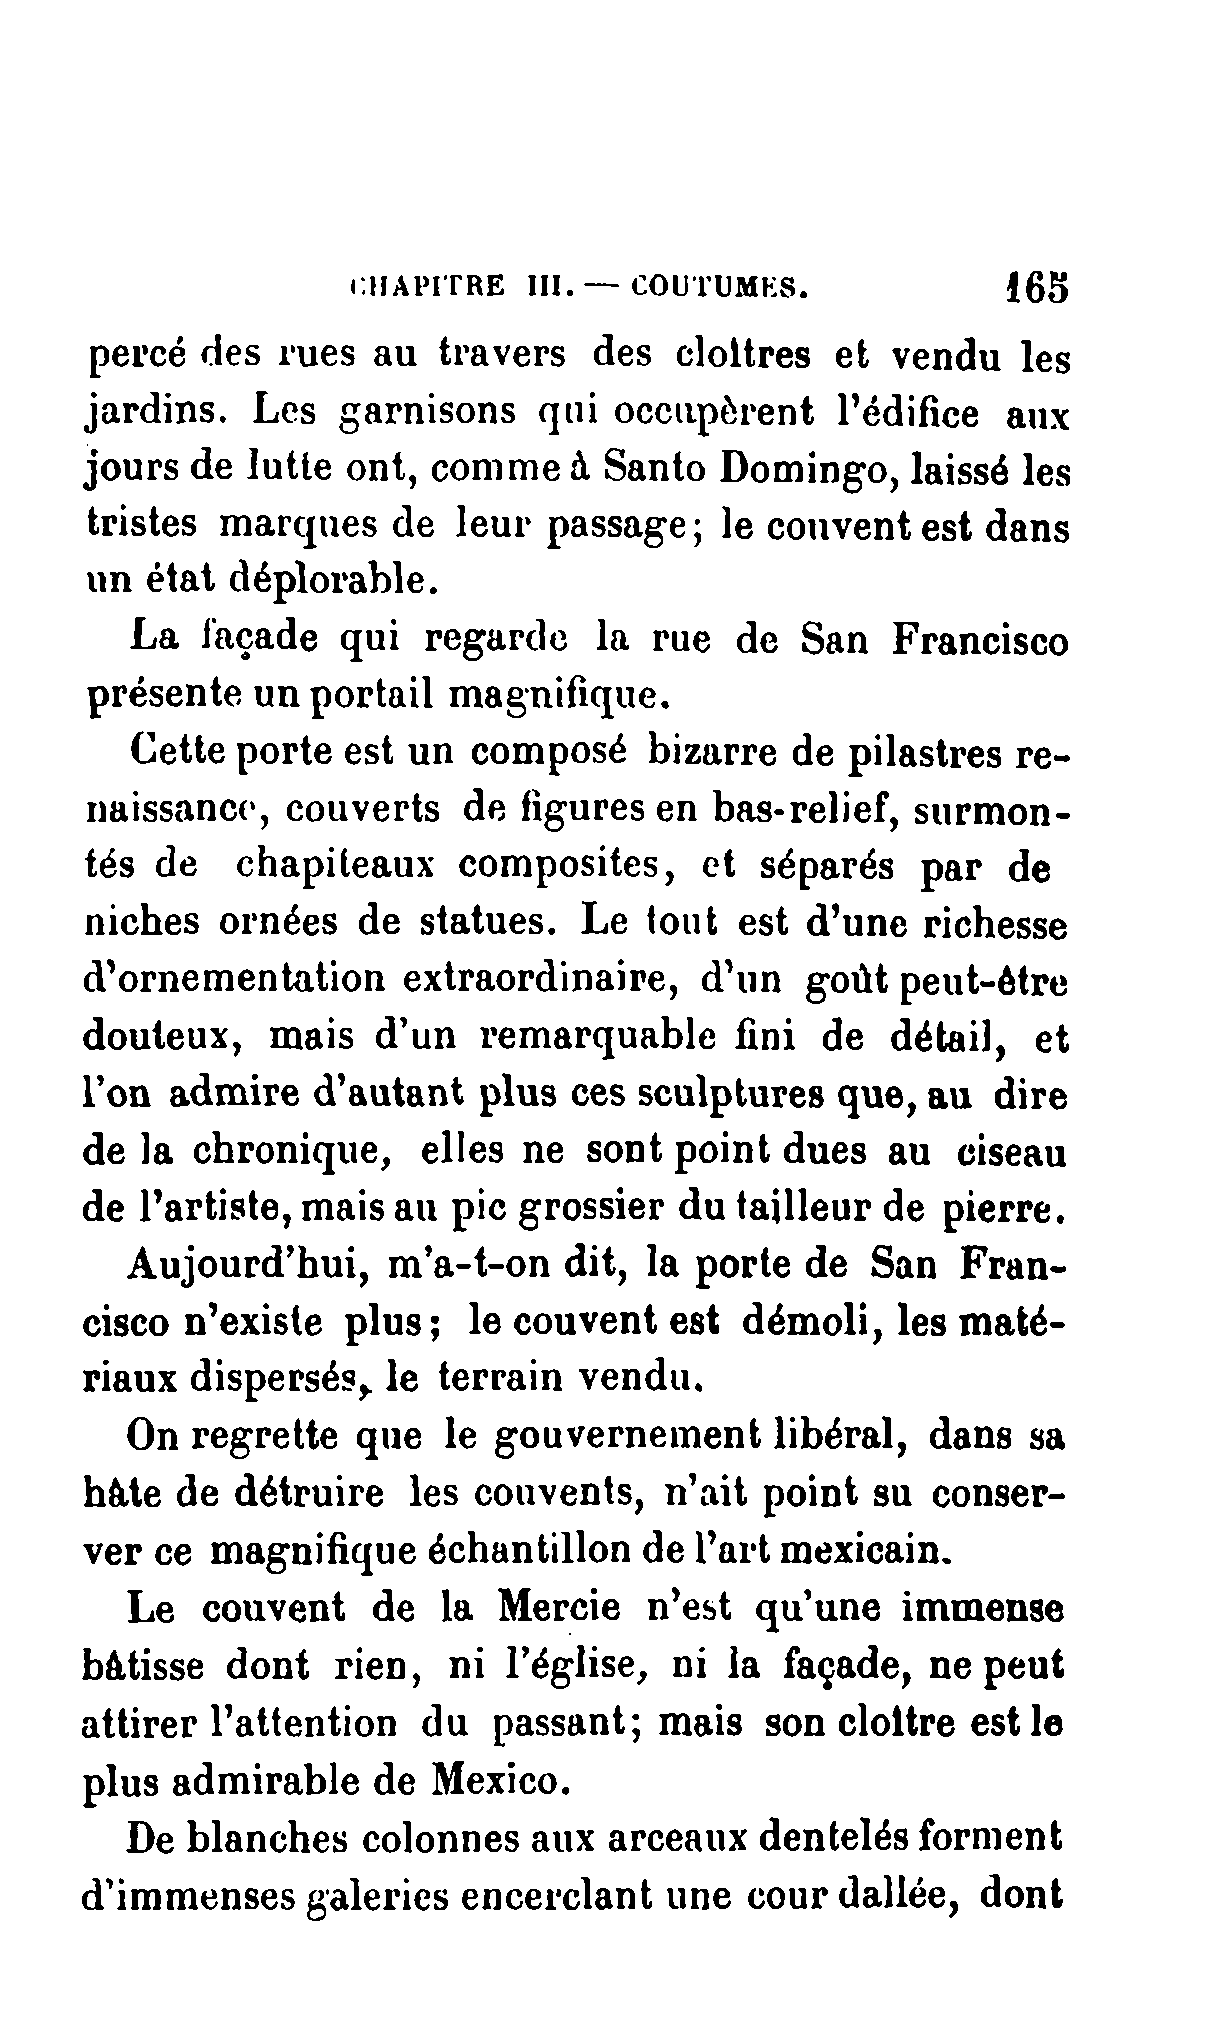 CHAPITRE III. — COUTUMES. 165
percé des rues au travers des cloîtres et vendu les
jardins. Les garnisons qui occupèrent l'édifice aux
jours de lutte ont, comme à Santo Domingo, laissé les
tristes marques de leur passage; le couvent est dans
un état déplorable.
La façade qui regarde la rue de San Francisco
présente un portail magnifique.
Cette porte est un composé bizarre de pilastres re-
naissance, couverts de figures en bas-relief, surmon-
tés de chapiteaux composites, et séparés par de
niches ornées de statues. Le tout est d'une richesse
d'ornementation extraordinaire, d'un goût peut-être
douteux, mais d'un remarquable fini de détail, et
l'on admire d'autant plus ces sculptures que, au dire
de la chronique, elles ne sont point dues au ciseau
de l'artiste, mais au pic grossier du tailleur de pierre.
Aujourd'hui, m'a-t-on dit, la porte de San Fran-
cisco n'existe plus; le couvent est démoli, les maté-
riaux dispersés, le terrain vendu.
On regrette que le gouvernement libéral, dans sa
hâte de détruire les couvents, n'ait point su conser-
ver ce magnifique échantillon de l'art mexicain.
Le couvent de la Mercie n'est qu'une immense
bâtisse dont rien, ni l'église, ni la façade, ne peut
attirer l'attention du passant; mais son cloître est le
plus admirable de Mexico.
De blanches colonnes aux arceaux dentelés forment
d'immenses galeries encerclant une cour dallée, dont